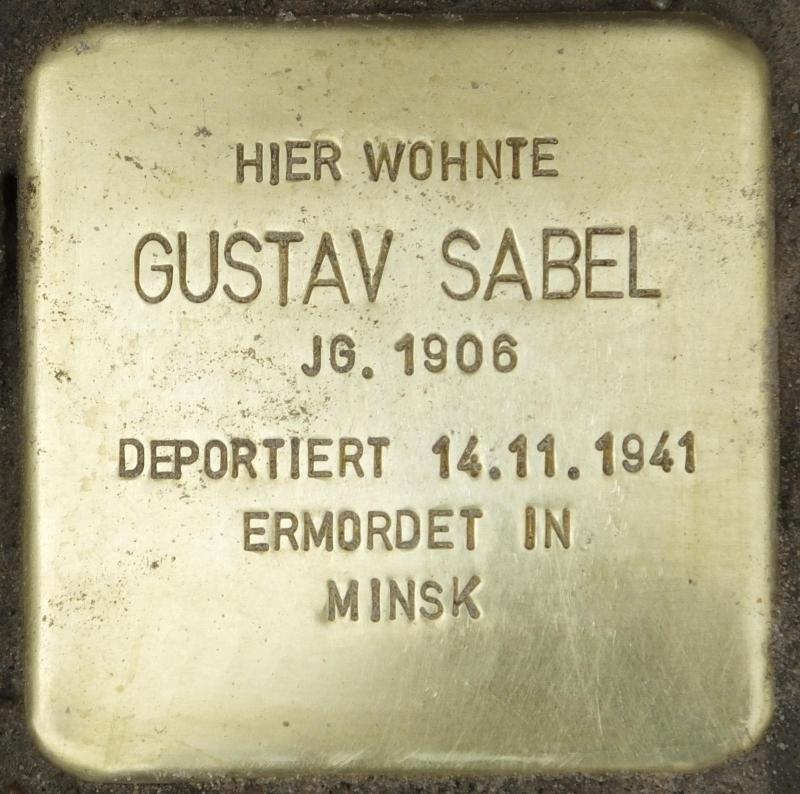 HIER WOHNTE
GUSTAV SABEL
JG. 1906
DEPORTIERT 14.11.1941
ERMORDET IN
MINSK